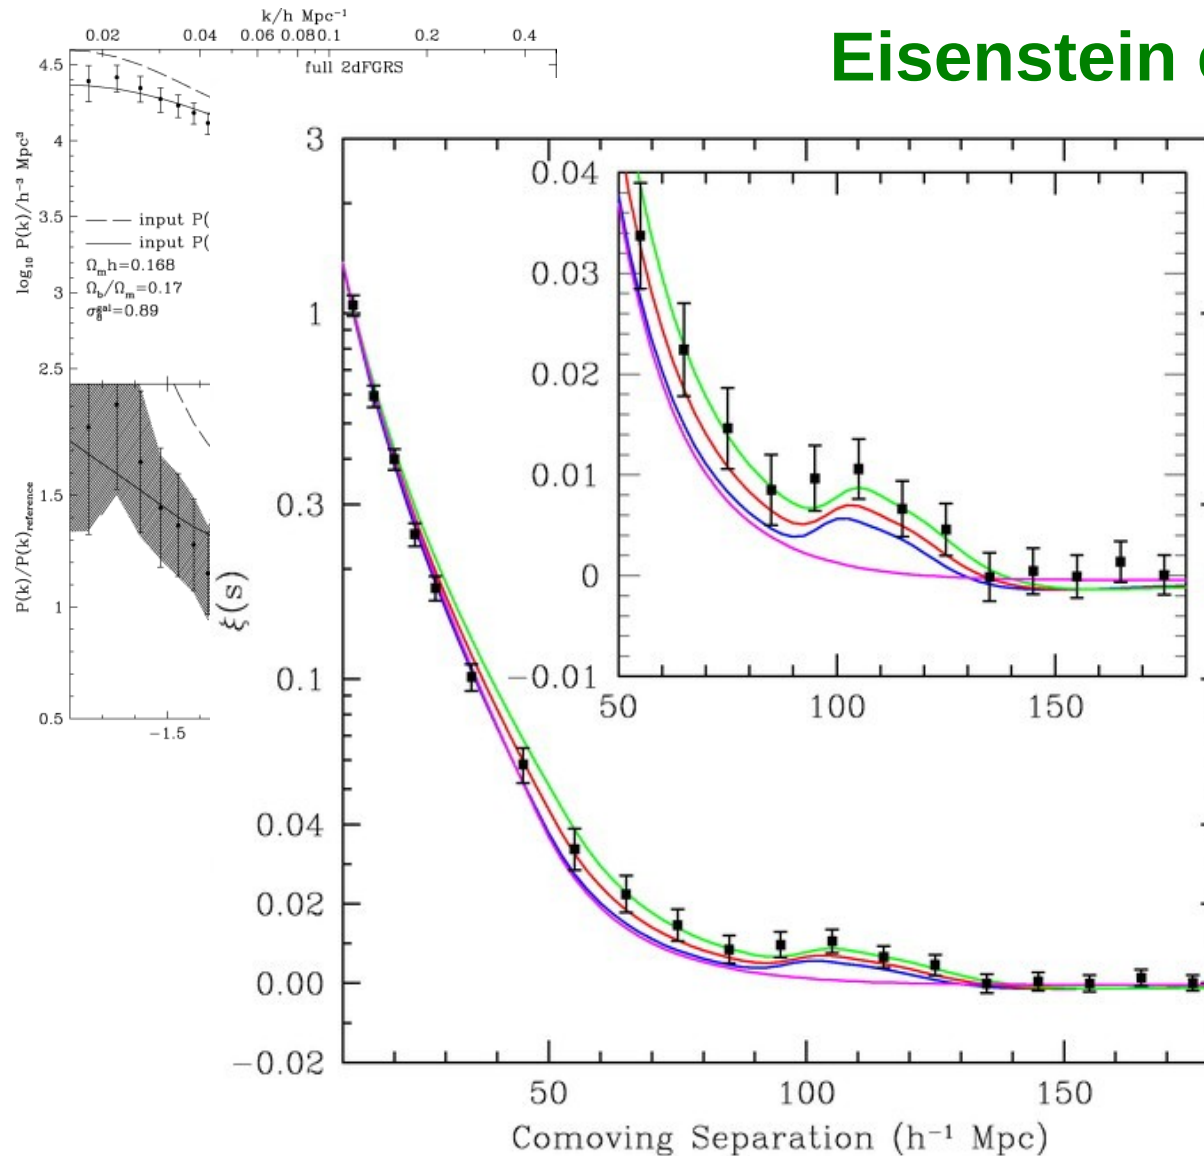 Eisenstein
k/h Mpc⁻¹
0.02 0.04 0.06 0.08 0.1 0.2 0.4
full 2dFGRS
log₁₀ P(k)/h⁻³ Mpc³
4.5
4
3.5
3
2.5
input P(
input P(
Ωₘh=0.168
Ω_b/Ωₘ=0.17
σ₈^gal=0.89
P(k)/P(k)reference
1.5
1
0.5
−1.5
ξ(s)
3
1
0.3
0.1
0.04
0.02
0.00
−0.02
50 100 150
Comoving Separation (h⁻¹ Mpc)
0.04
0.03
0.02
0.01
0
−0.01
50 100 150